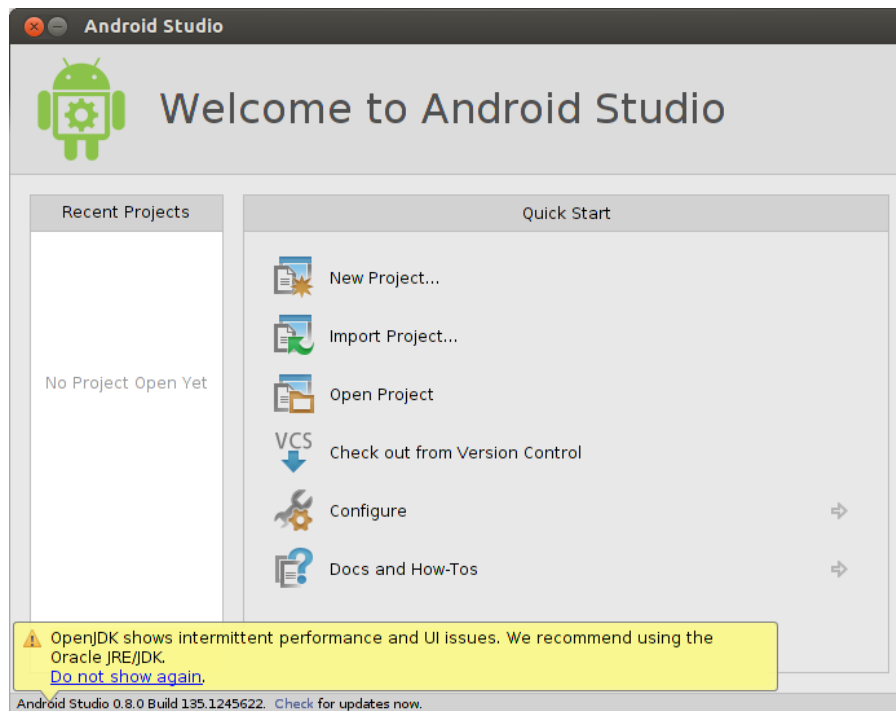 Android Studio
Welcome to Android Studio
Recent Projects
No Project Open Yet
Quick Start
New Project...
Import Project...
Open Project
VCS
Check out from Version Control
Configure
Docs and How-Tos
OpenJDK shows intermittent performance and UI issues. We recommend using the
Oracle JRE/JDK.
Do not show again.
Android Studio 0.8.0 Build 135.1245622. Check for updates now.